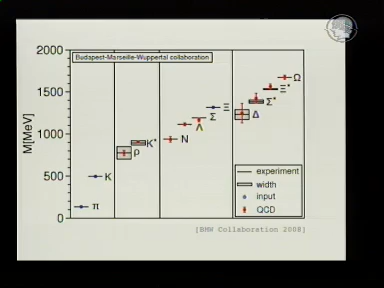 Budapest-Marseille-Wuppertal collaboration
M[MeV]
2000
1500
1000
500
0
π
K
ρ
K*
N
Λ
Σ
Ξ
Δ
Σ*
Ξ*
Ω
experiment
width
input
QCD
[BMW Collaboration 2008]